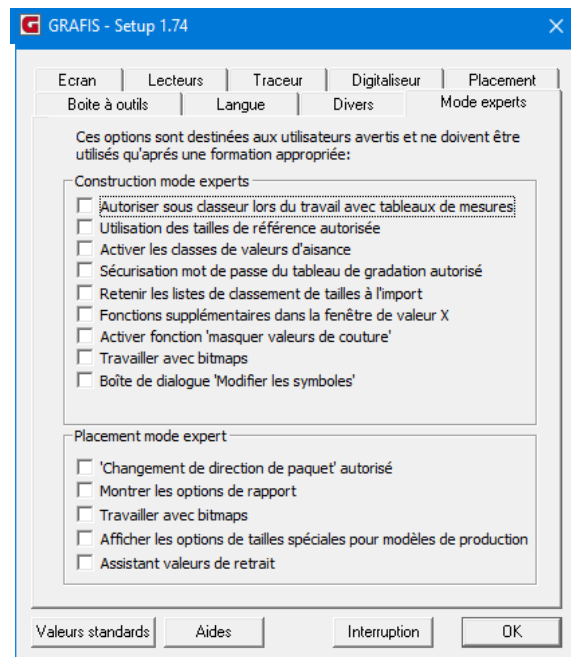 GRAFIS - Setup 1.74
Ecran Lecteurs Traceur Digitaliseur Placement
Boite à outils Langue Divers Mode experts
Ces options sont destinées aux utilisateurs avertis et ne doivent être
utilisés qu'aprés une formation appropriée:
Construction mode experts
Autoriser sous classeur lors du travail avec tableaux de mesures
Utilisation des tailles de référence autorisée
Activer les classes de valeurs d'aisance
Sécurisation mot de passe du tableau de gradation autorisé
Retenir les listes de classement de tailles à l'import
Fonctions supplémentaires dans la fenêtre de valeur X
Activer fonction 'masquer valeurs de couture'
Travailler avec bitmaps
Boîte de dialogue 'Modifier les symboles'
Placement mode expert
'Changement de direction de paquet' autorisé
Montrer les options de rapport
Travailler avec bitmaps
Afficher les options de tailles spéciales pour modèles de production
Assistant valeurs de retrait
Valeurs standards Aides Interruption OK